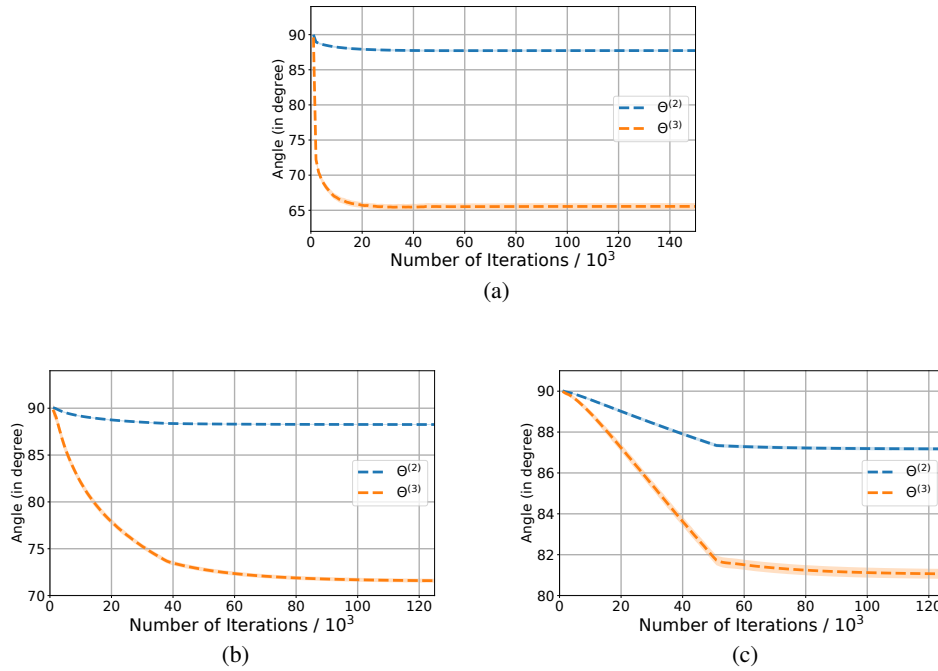 90
85
80
75
70
65
Angle (in degree)
Θ(2)
Θ(3)
0 20 40 60 80 100 120 140
Number of Iterations / 10³
(a)
90
85
80
75
70
Angle (in degree)
Θ(2)
Θ(3)
0 20 40 60 80 100 120
Number of Iterations / 10³
(b)
90
88
86
84
82
80
Angle (in degree)
Θ(2)
Θ(3)
0 20 40 60 80 100 120
Number of Iterations / 10³
(c)